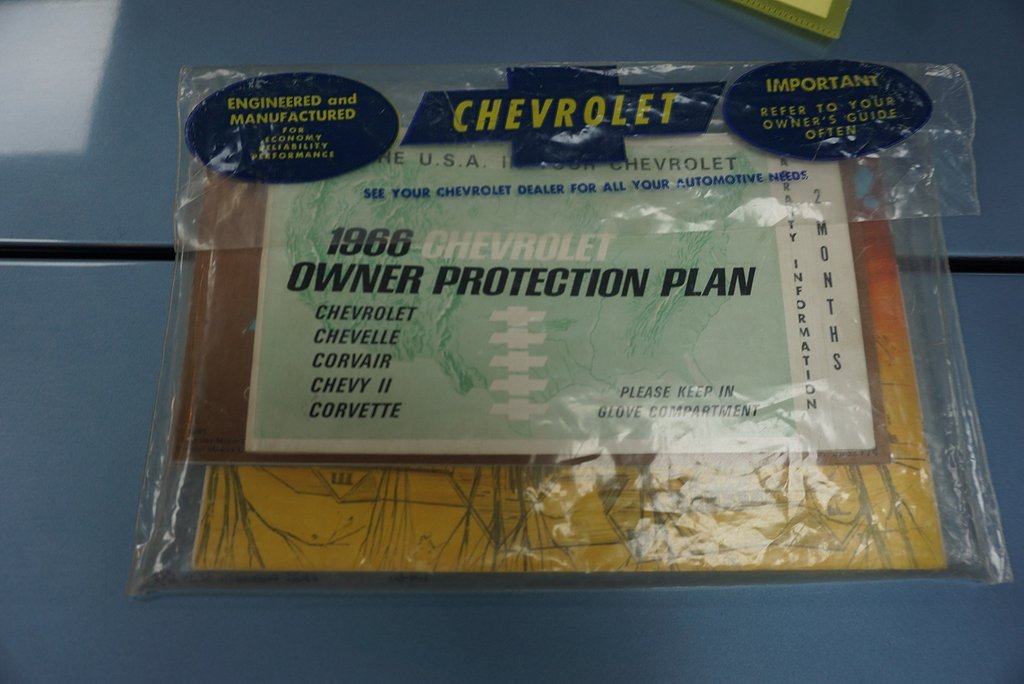 ENGINEERED and
MANUFACTURED
FOR
ECONOMY
RELIABILITY
PERFORMANCE
CHEVROLET
IMPORTANT
REFER TO YOUR
OWNER'S GUIDE
OFTEN
THE U.S.A. IN YOUR CHEVROLET
SEE YOUR CHEVROLET DEALER FOR ALL YOUR AUTOMOTIVE NEEDS
1966 CHEVROLET
OWNER PROTECTION PLAN
CHEVROLET
CHEVELLE
CORVAIR
CHEVY II
CORVETTE
PLEASE KEEP IN
GLOVE COMPARTMENT
WARRANTY INFORMATION
2 MONTHS